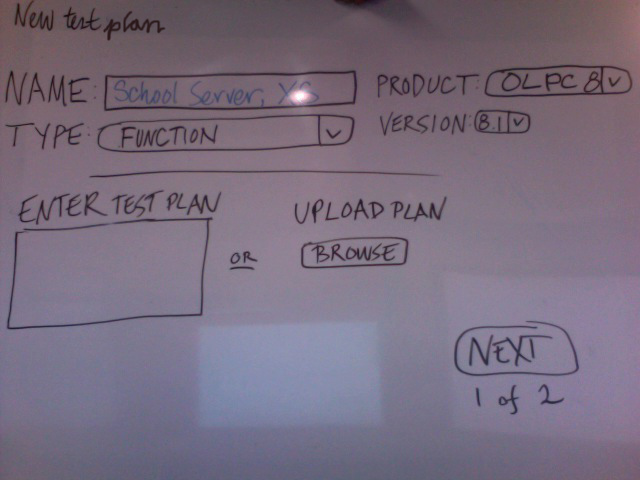 New test plan
NAME: School Server, XS PRODUCT: OLPC 8
TYPE: FUNCTION VERSION: 8.1
ENTER TEST PLAN UPLOAD PLAN
OR BROWSE
NEXT
1 of 2